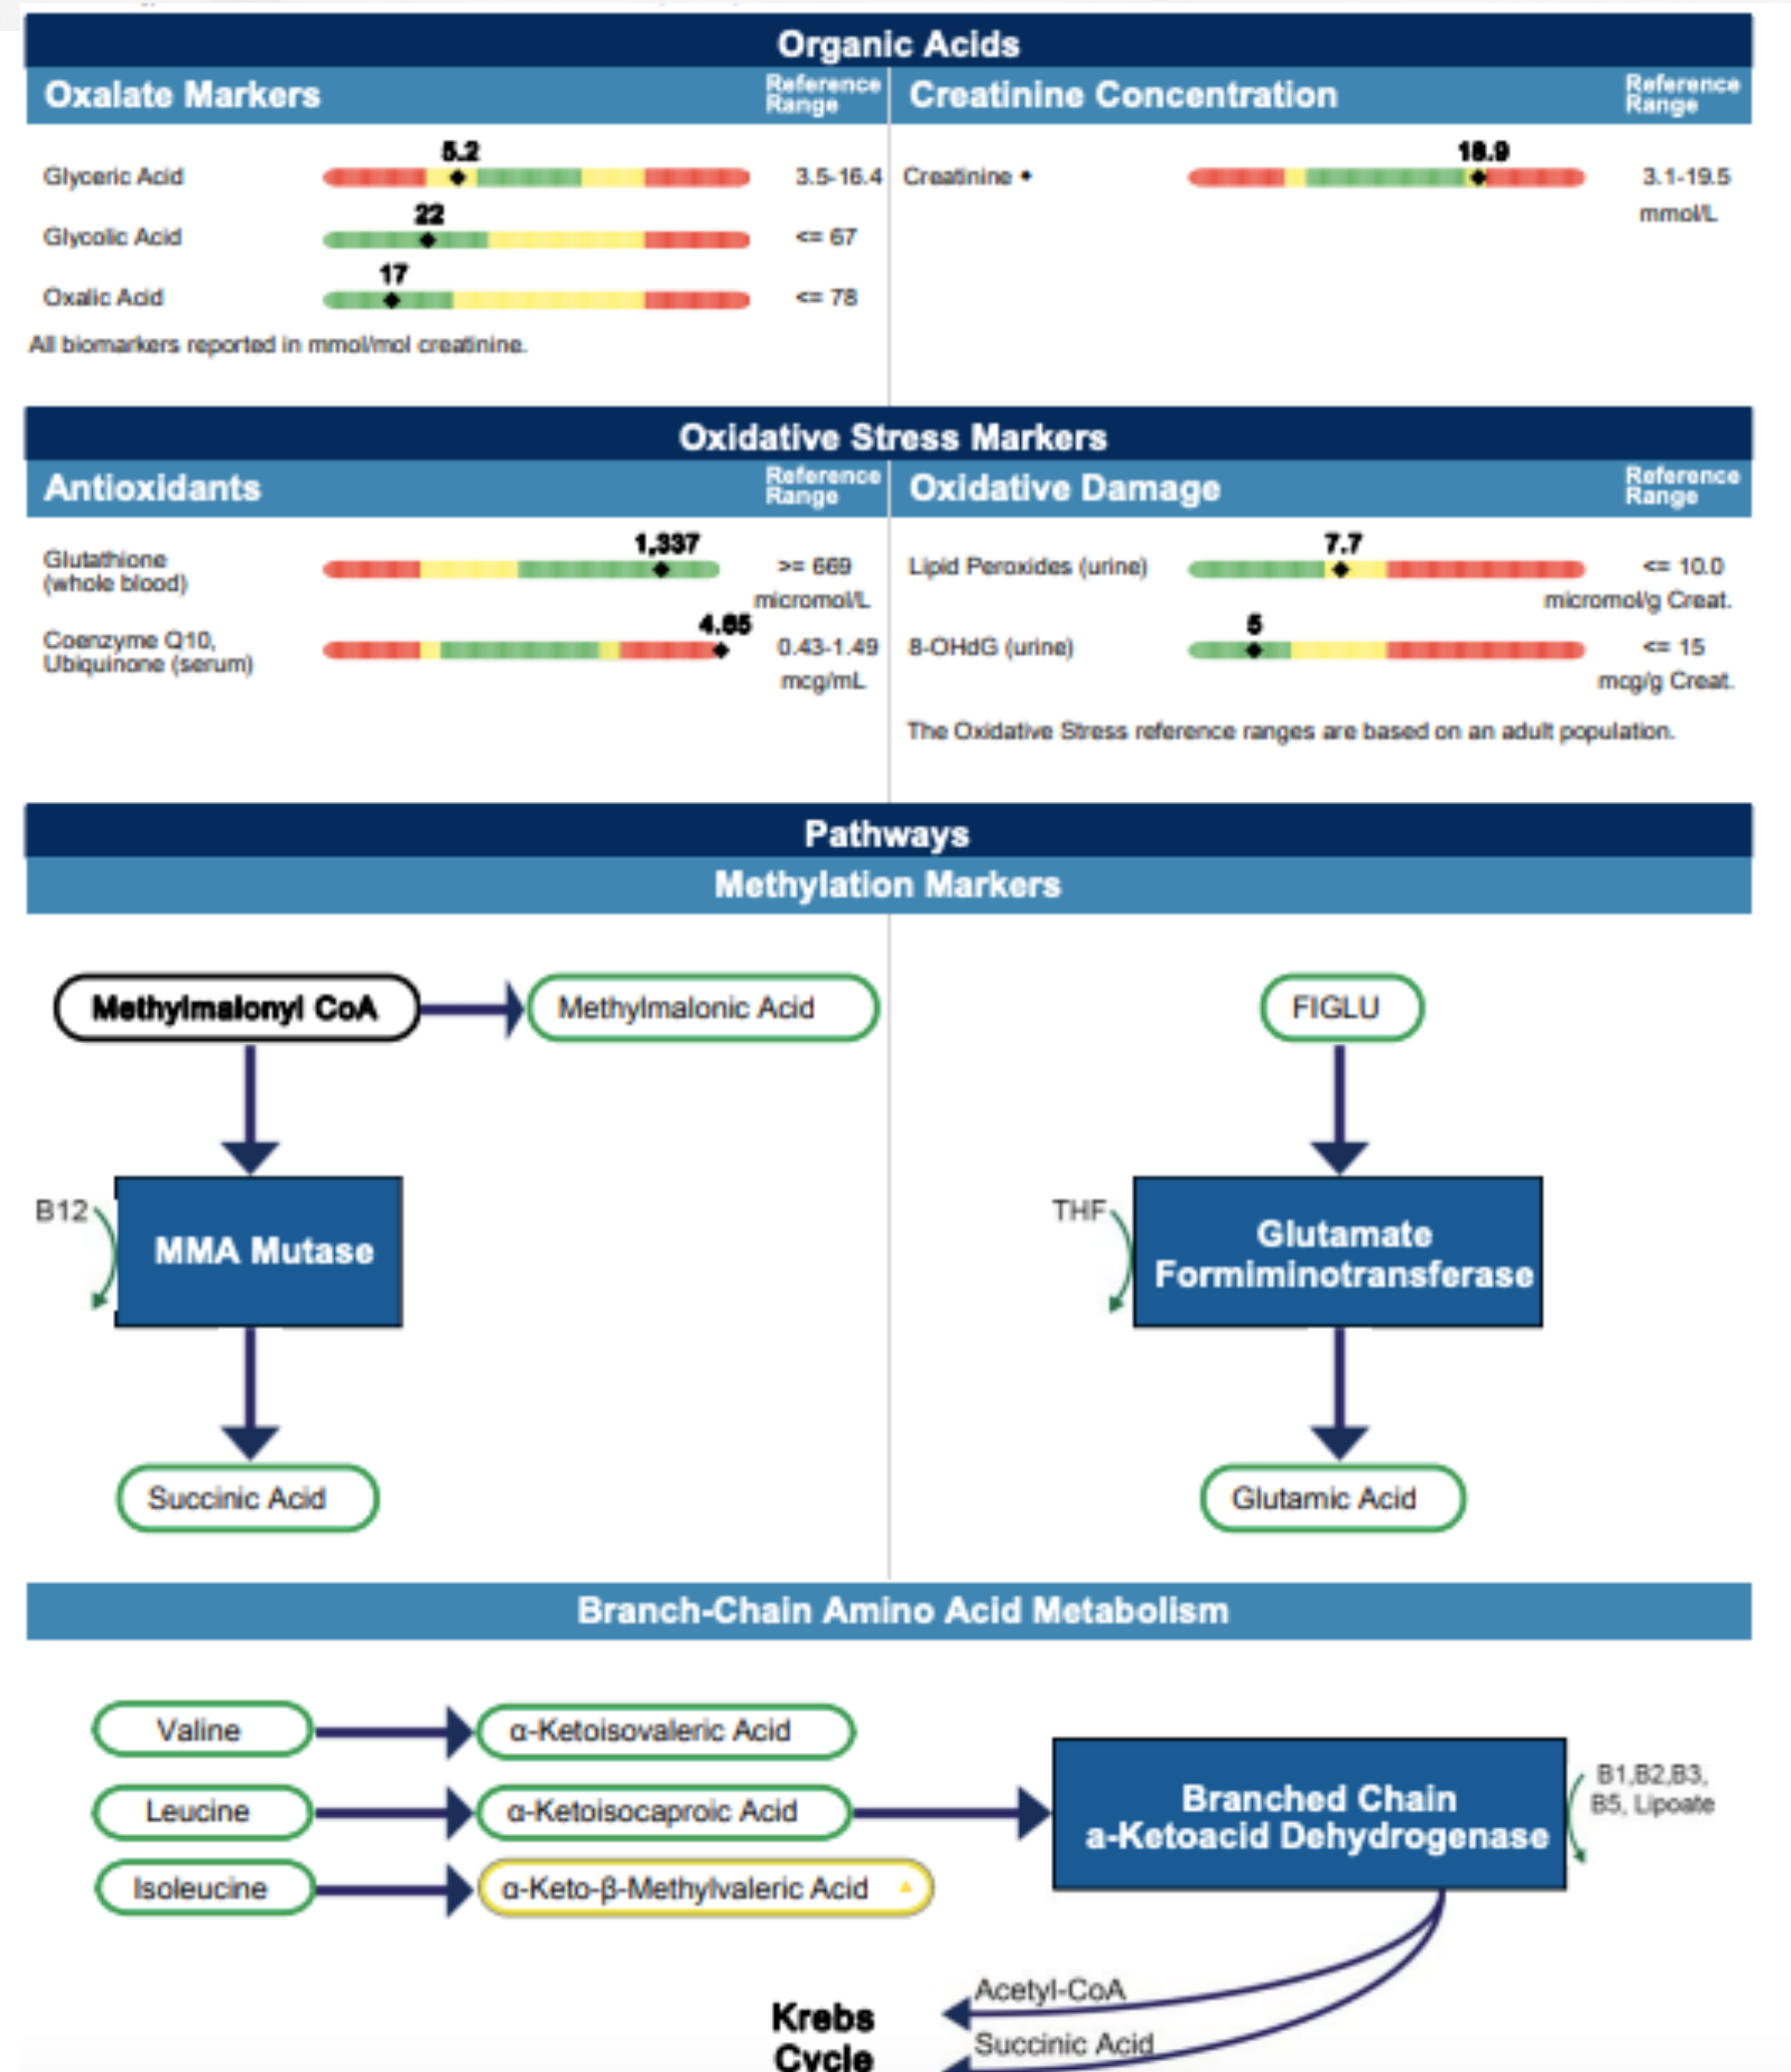 Organic Acids
Oxalate Markers
Reference
Range
Creatinine Concentration
Reference
Range
5.2
Glyceric Acid
3.5-16.4
22
Glycolic Acid
<= 67
17
Oxalic Acid
<= 78
All biomarkers reported in mmol/mol creatinine.
18.9
Creatinine ♦
3.1-19.5
mmol/L
Oxidative Stress Markers
Antioxidants
Reference
Range
Oxidative Damage
Reference
Range
1,337
Glutathione
(whole blood)
>= 669
micromol/L
4.65
Coenzyme Q10,
Ubiquinone (serum)
0.43-1.49
mcg/mL
7.7
Lipid Peroxides (urine)
<= 10.0
micromol/g Creat.
5
8-OHdG (urine)
<= 15
mcg/g Creat.
The Oxidative Stress reference ranges are based on an adult population.
Pathways
Methylation Markers
Methylmalonyl CoA
Methylmalonic Acid
B12
MMA Mutase
Succinic Acid
FIGLU
THF
Glutamate
Formiminotransferase
Glutamic Acid
Branch-Chain Amino Acid Metabolism
Valine
α-Ketoisovaleric Acid
Leucine
α-Ketoisocaproic Acid
Isoleucine
α-Keto-β-Methylvaleric Acid
Branched Chain
a-Ketoacid Dehydrogenase
B1,B2,B3,
B5, Lipoate
Acetyl-CoA
Succinic Acid
Krebs
Cycle